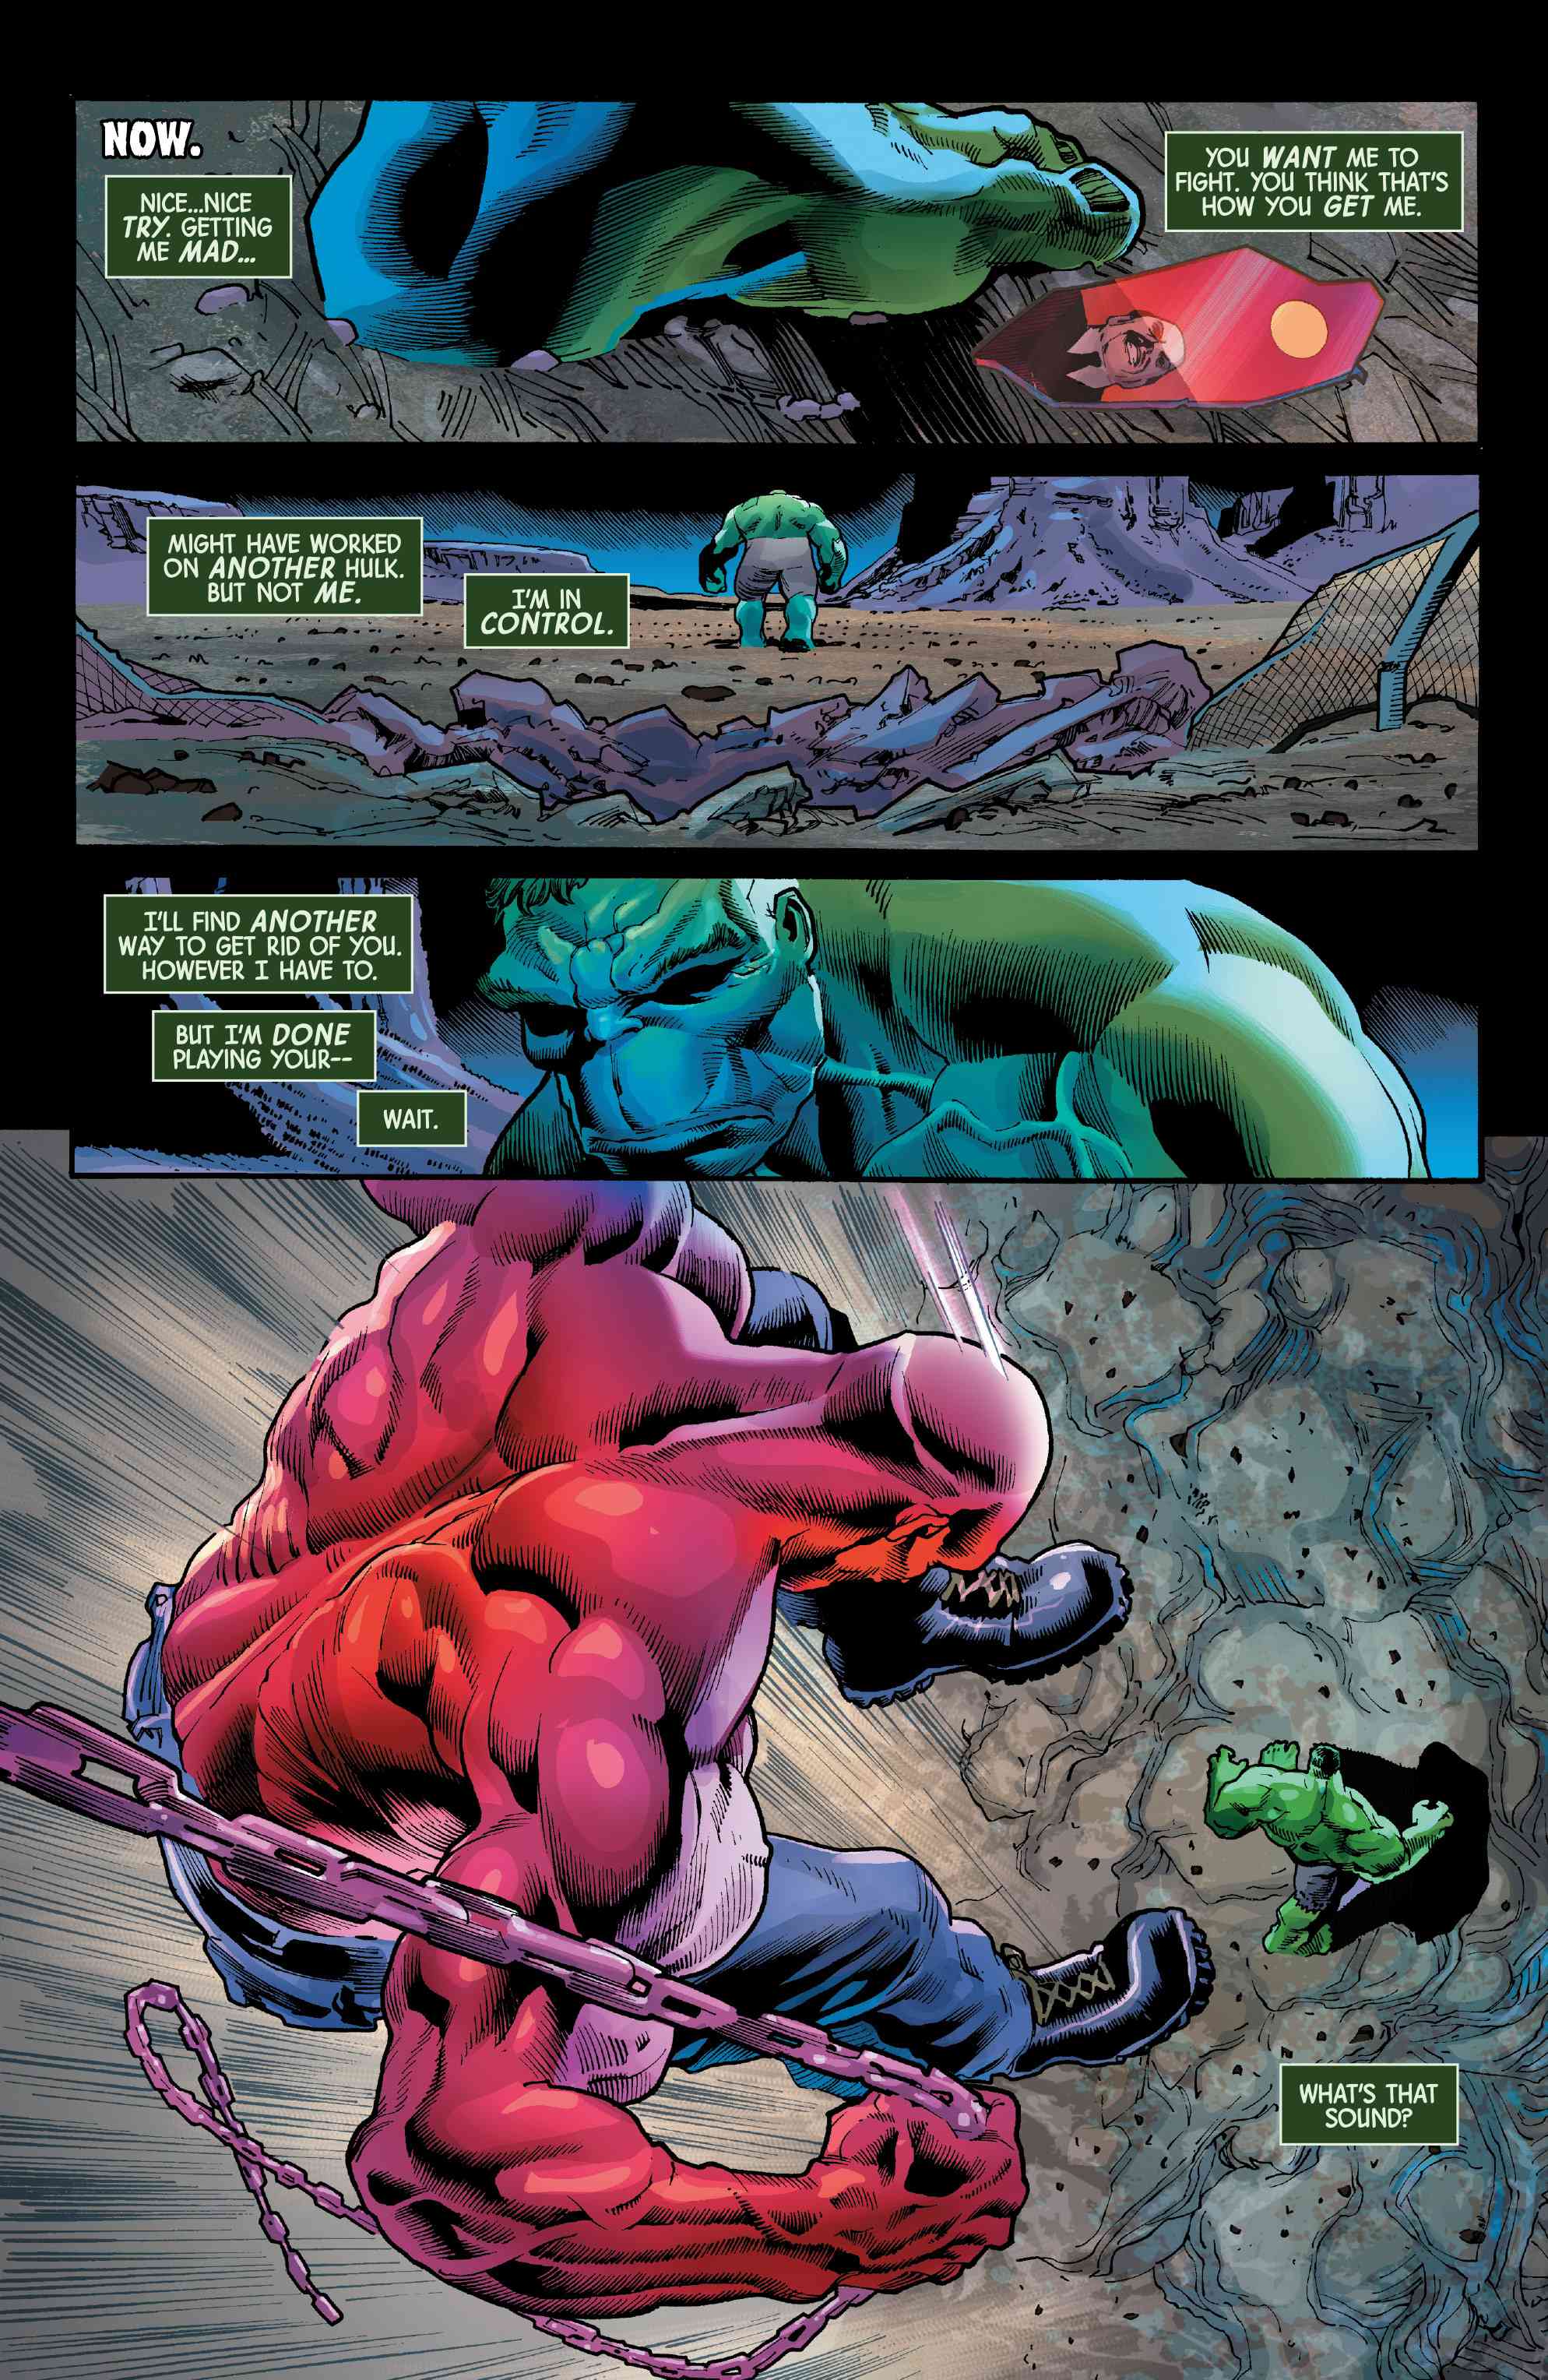 NOW.
NICE...NICE
TRY. GETTING
ME MAD...
YOU WANT ME TO
FIGHT. YOU THINK THAT'S
HOW YOU GET ME.
MIGHT HAVE WORKED
ON ANOTHER HULK.
BUT NOT ME.
I'M IN
CONTROL.
I'LL FIND ANOTHER
WAY TO GET RID OF YOU.
HOWEVER I HAVE TO.
BUT I'M DONE
PLAYING YOUR--
WAIT.
WHAT'S THAT
SOUND?